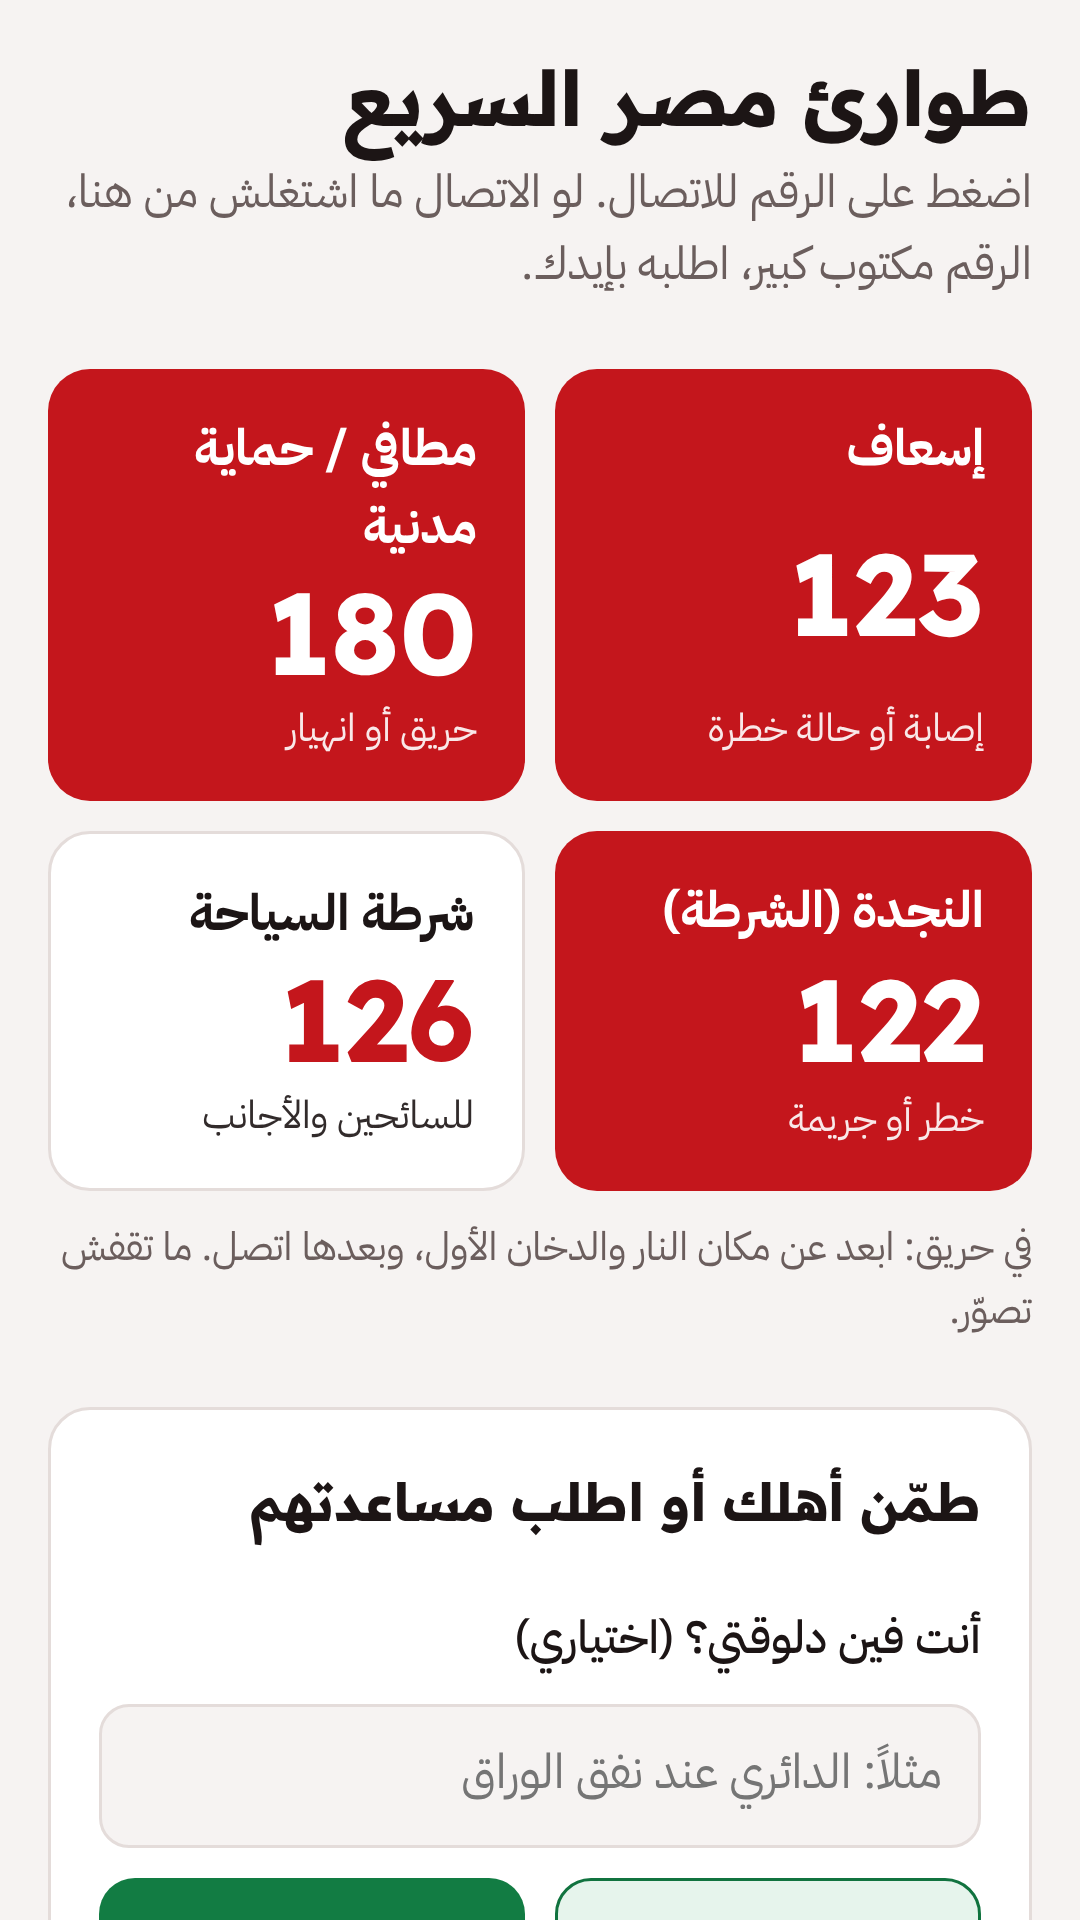 طوارئ مصر السريع
اضغط على الرقم للاتصال. لو الاتصال ما اشتغلش من هنا،
الرقم مكتوب كبير، اطلبه بإيدك.
إسعاف
123
إصابة أو حالة خطرة
مطافي / حماية
مدنية
180
حريق أو انهيار
النجدة (الشرطة)
122
خطر أو جريمة
شرطة السياحة
126
للسائحين والأجانب
في حريق: ابعد عن مكان النار والدخان الأول، وبعدها اتصل. ما تقفش
تصوّر.
طمّن أهلك أو اطلب مساعدتهم
أنت فين دلوقتي؟ (اختياري)
مثلاً: الدائري عند نفق الوراق